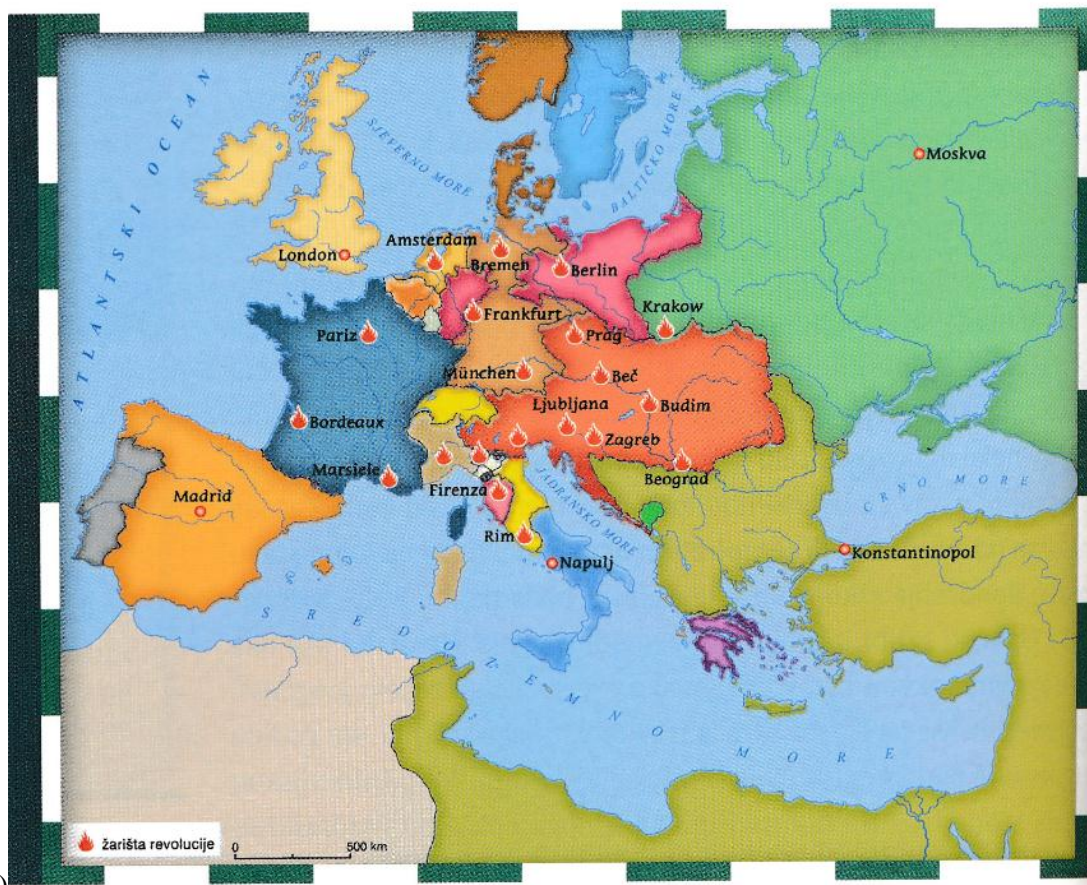 ATLANTSKI OCEAN
SJEVERNO MORE
BALTIČKO MORE
Moskva
London
Amsterdam
Bremen
Berlin
Frankfurt
Krakow
Pariz
Prag
München
Beč
Ljubljana
Budim
Bordeaux
Zagreb
Marsiele
Firenza
Beograd
JADRANSKO MORE
CRNO MORE
Madrid
Rim
Napulj
Konstantinopol
SREDOZEMNO MORE
žarišta revolucije
0 500 km
)